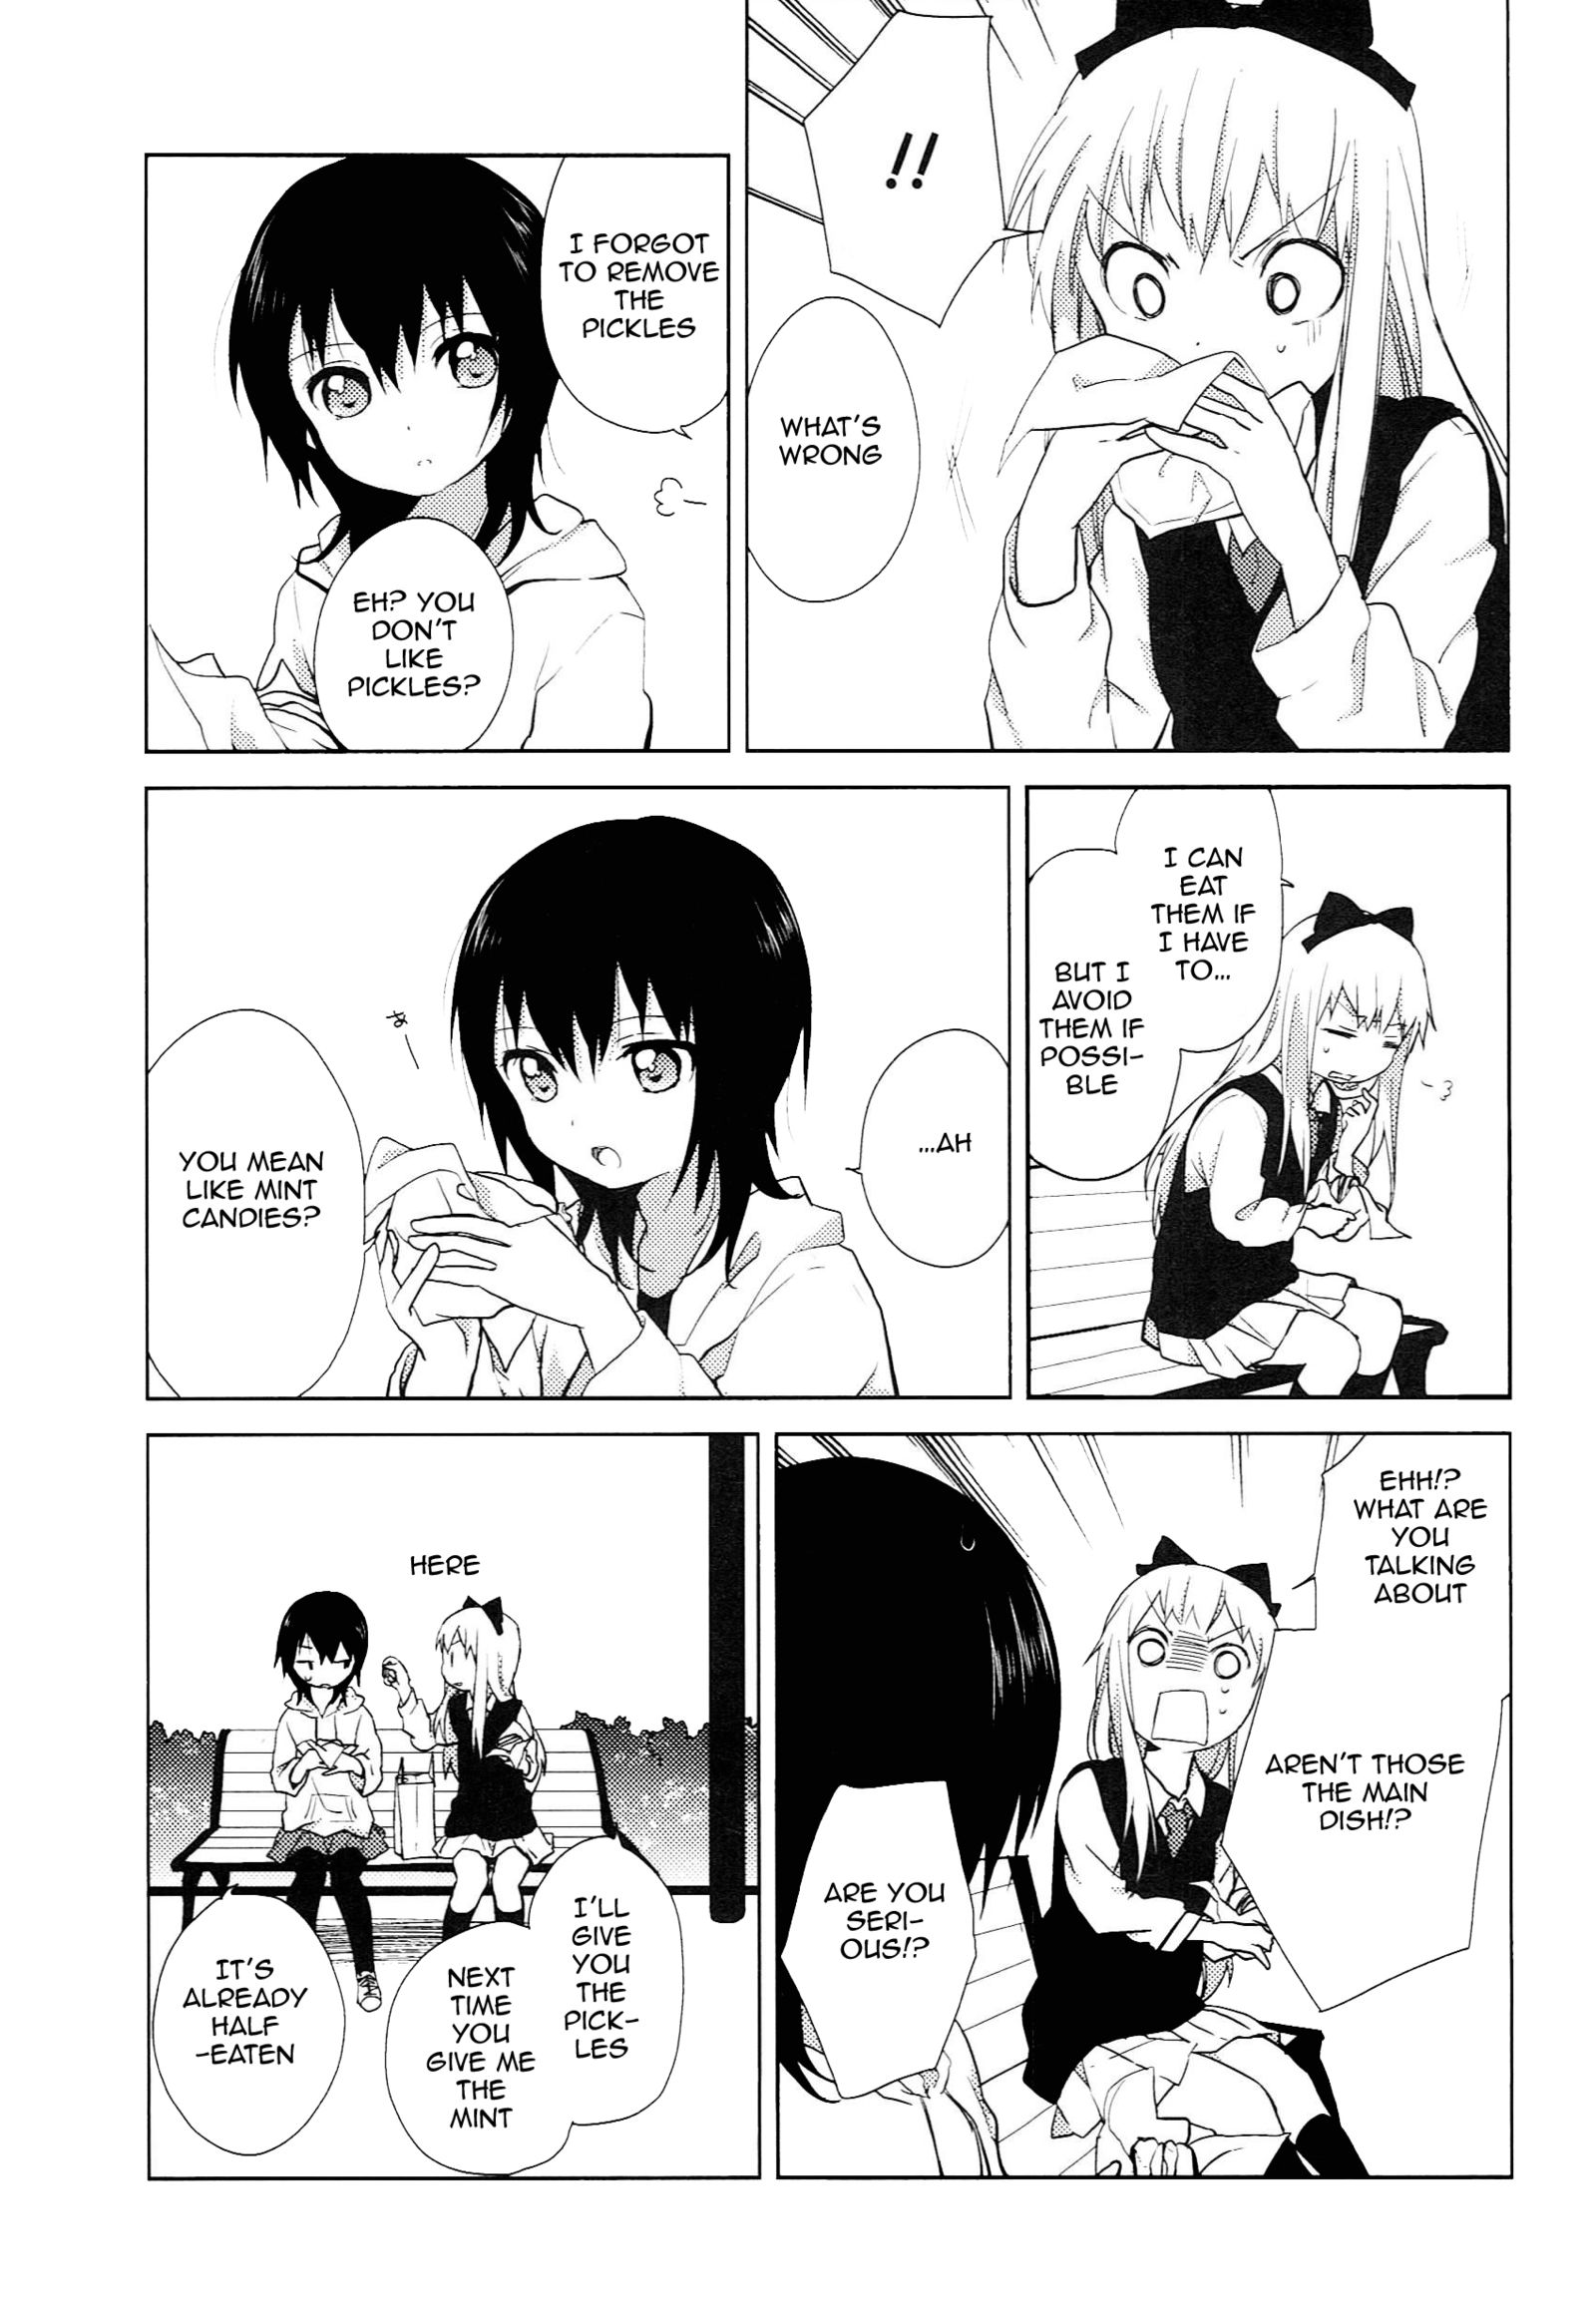 !!
WHAT'S
WRONG
I FORGOT
TO REMOVE
THE
PICKLES
EH? YOU
DON'T
LIKE
PICKLES?
I CAN
EAT
THEM IF
I HAVE
TO...
BUT I
AVOID
THEM IF
POSSI-
BLE
...AH
ぁー
YOU MEAN
LIKE MINT
CANDIES?
EHH!?
WHAT ARE
YOU
TALKING
ABOUT
AREN'T THOSE
THE MAIN
DISH!?
ARE YOU
SERI-
OUS!?
HERE
I'LL
GIVE
YOU
THE
PICK-
LES
NEXT
TIME
YOU
GIVE ME
THE
MINT
IT'S
ALREADY
HALF
-EATEN